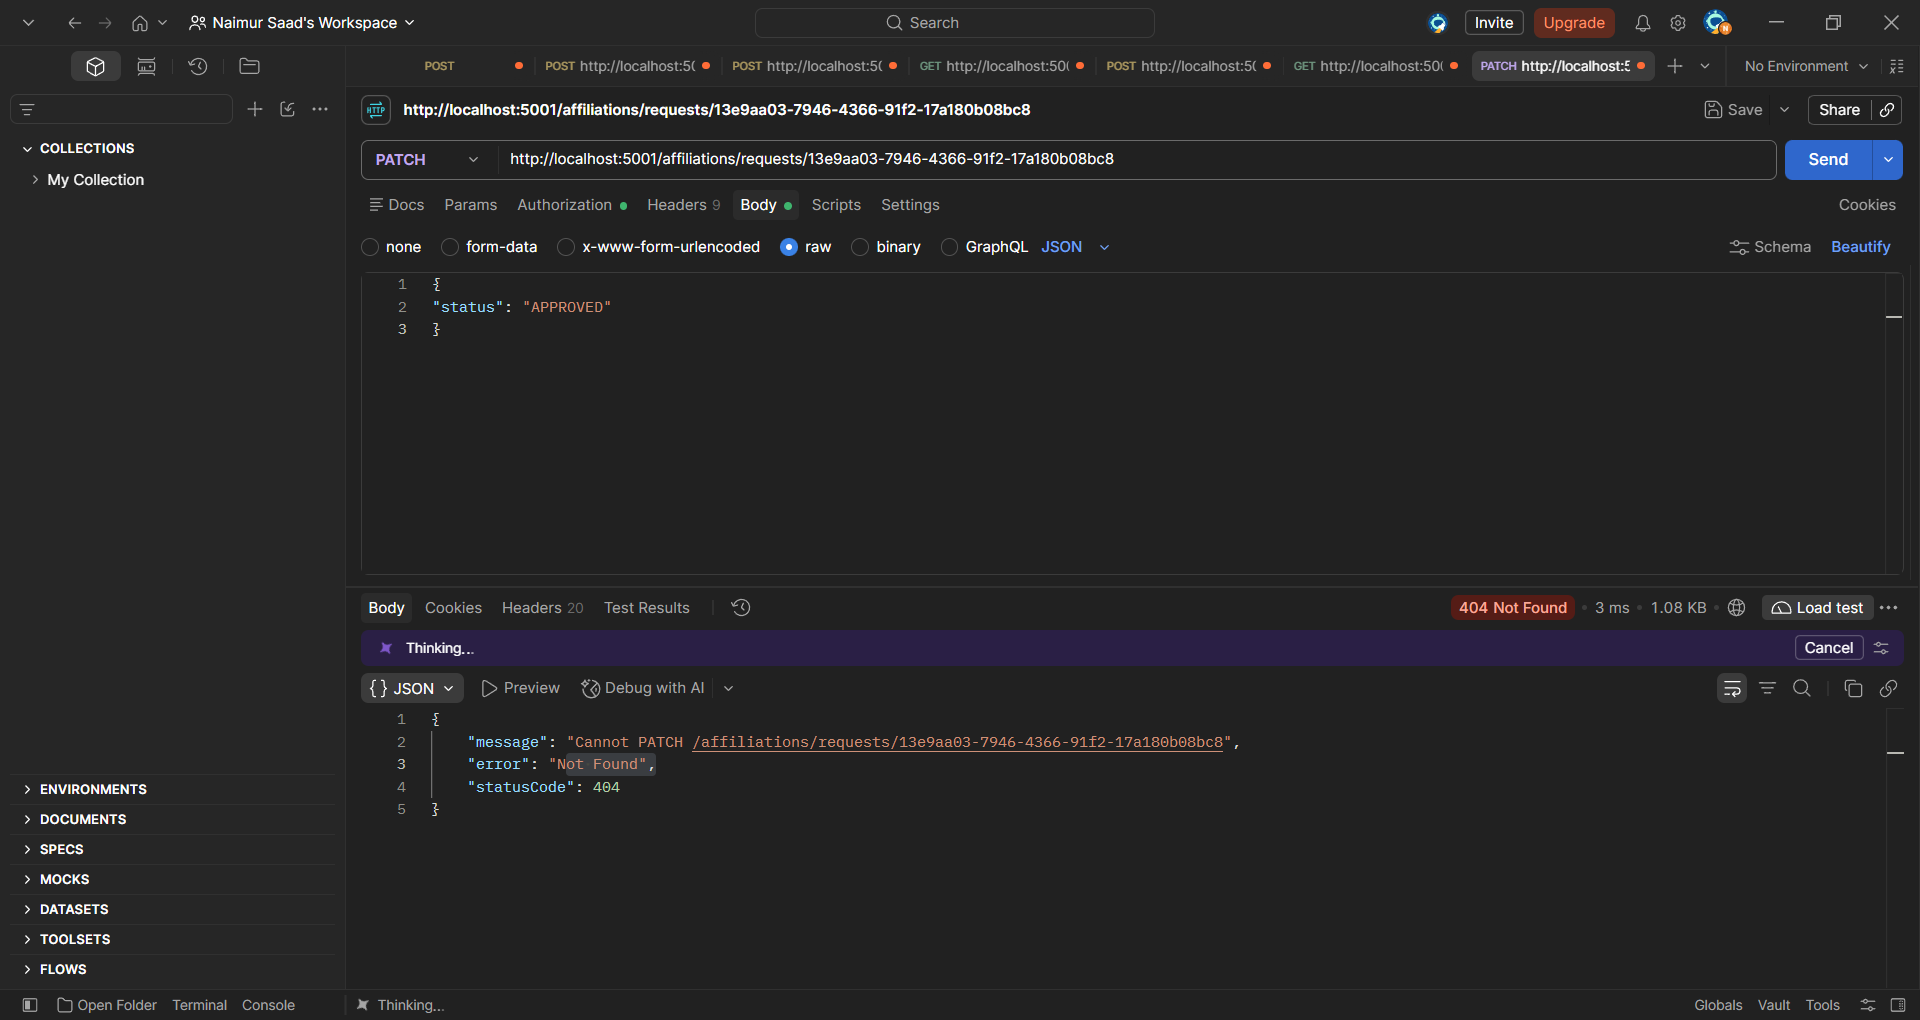 Naimur Saad's Workspace
Search
Invite
Upgrade
POST
POST http://localhost:50
POST http://localhost:50
GET http://localhost:500
POST http://localhost:50
GET http://localhost:500
PATCH http://localhost:5
No Environment
HTTP
http://localhost:5001/affiliations/requests/13e9aa03-7946-4366-91f2-17a180b08bc8
Save
Share
COLLECTIONS
My Collection
PATCH
http://localhost:5001/affiliations/requests/13e9aa03-7946-4366-91f2-17a180b08bc8
Send
Docs
Params
Authorization
Headers 9
Body
Scripts
Settings
Cookies
none
form-data
x-www-form-urlencoded
raw
binary
GraphQL
JSON
Schema
Beautify
1 {
2 "status": "APPROVED"
3 }
Body
Cookies
Headers 20
Test Results
404 Not Found
3 ms
1.08 KB
Load test
Thinking...
Cancel
{} JSON
Preview
Debug with AI
1 {
2 "message": "Cannot PATCH /affiliations/requests/13e9aa03-7946-4366-91f2-17a180b08bc8",
3 "error": "Not Found",
4 "statusCode": 404
5 }
ENVIRONMENTS
DOCUMENTS
SPECS
MOCKS
DATASETS
TOOLSETS
FLOWS
Open Folder
Terminal
Console
Thinking...
Globals
Vault
Tools